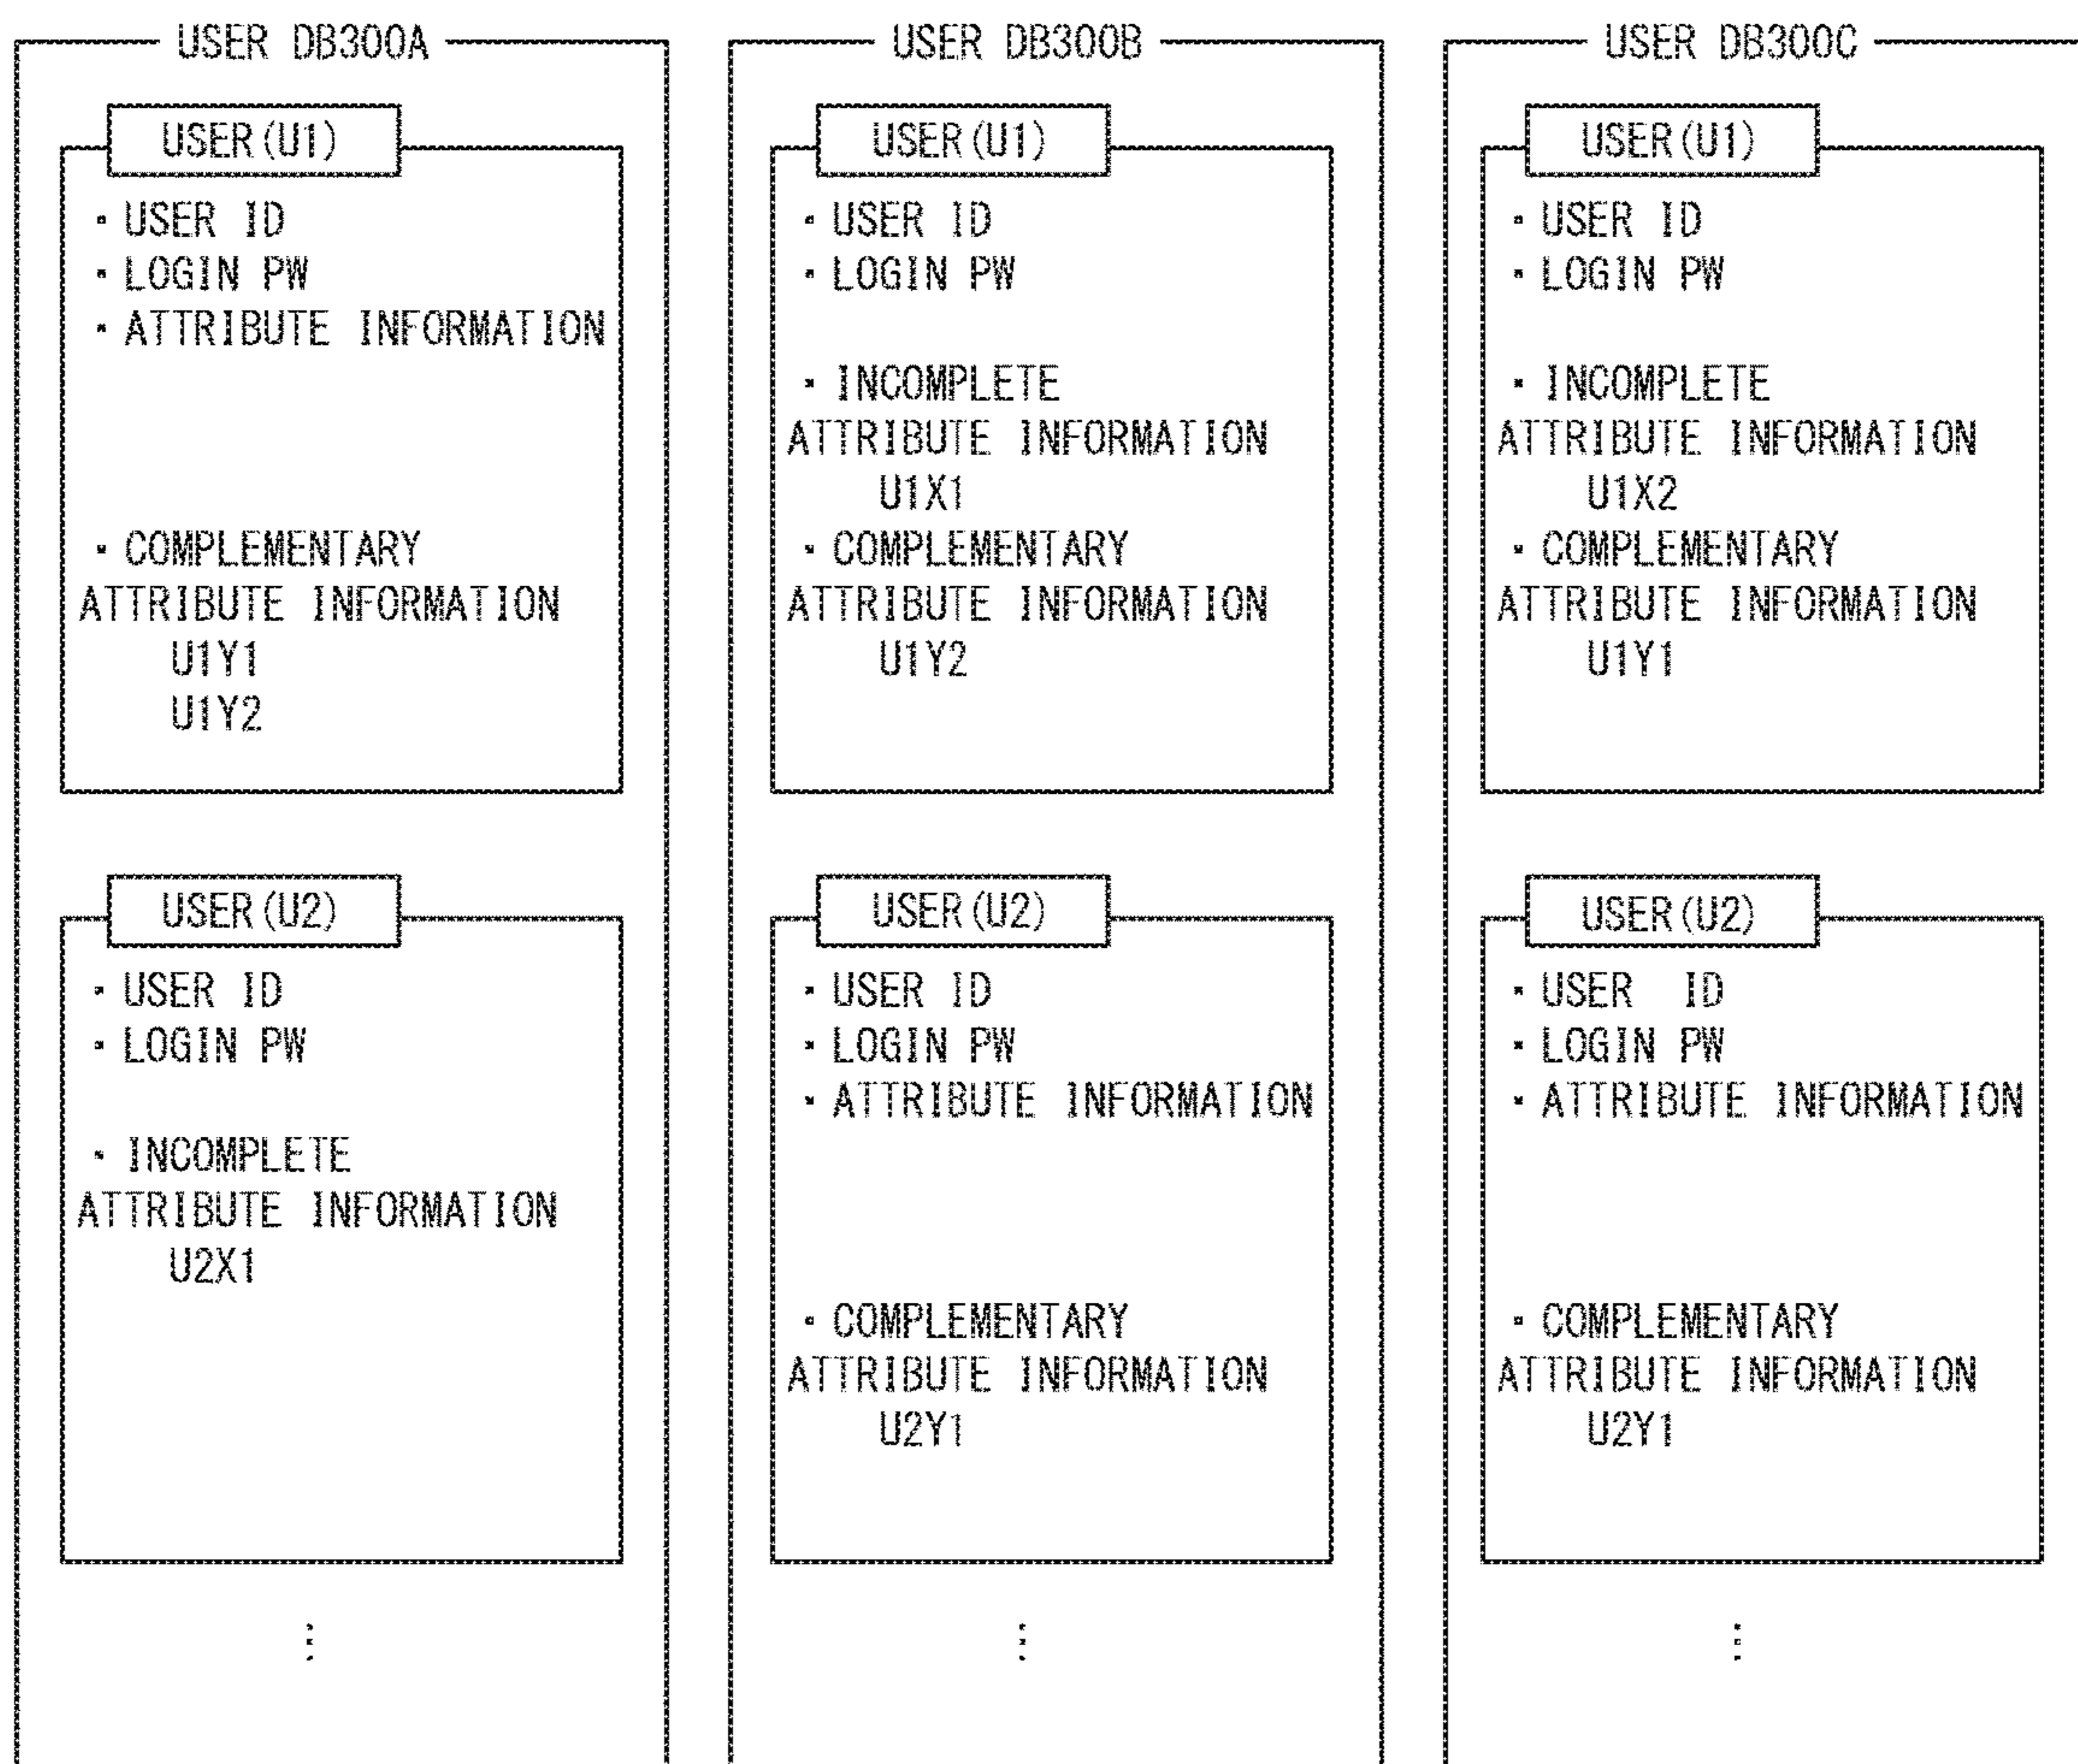 USER DB300A
USER(U1)
・USER ID
・LOGIN PW
・ATTRIBUTE INFORMATION
・COMPLEMENTARY
ATTRIBUTE INFORMATION
U1Y1
U1Y2
USER(U2)
・USER ID
・LOGIN PW
・INCOMPLETE
ATTRIBUTE INFORMATION
U2X1
⋮
USER DB300B
USER(U1)
・USER ID
・LOGIN PW
・INCOMPLETE
ATTRIBUTE INFORMATION
U1X1
・COMPLEMENTARY
ATTRIBUTE INFORMATION
U1Y2
USER(U2)
・USER ID
・LOGIN PW
・ATTRIBUTE INFORMATION
・COMPLEMENTARY
ATTRIBUTE INFORMATION
U2Y1
⋮
USER DB300C
USER(U1)
・USER ID
・LOGIN PW
・INCOMPLETE
ATTRIBUTE INFORMATION
U1X2
・COMPLEMENTARY
ATTRIBUTE INFORMATION
U1Y1
USER(U2)
・USER ID
・LOGIN PW
・ATTRIBUTE INFORMATION
・COMPLEMENTARY
ATTRIBUTE INFORMATION
U2Y1
⋮